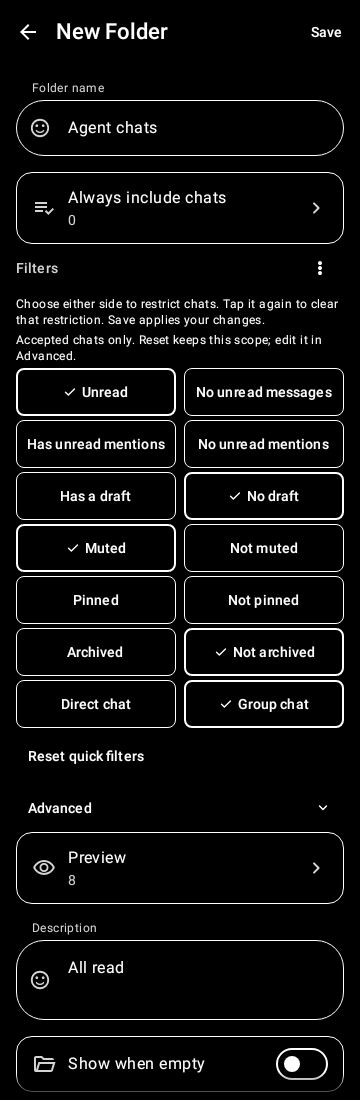 New Folder
Save
Folder name
Agent chats
Always include chats
0
Filters
Choose either side to restrict chats. Tap it again to clear
that restriction. Save applies your changes.
Accepted chats only. Reset keeps this scope; edit it in
Advanced.
Unread
No unread messages
Has unread mentions
No unread mentions
Has a draft
No draft
Muted
Not muted
Pinned
Not pinned
Archived
Not archived
Direct chat
Group chat
Reset quick filters
Advanced
Preview
8
Description
All read
Show when empty